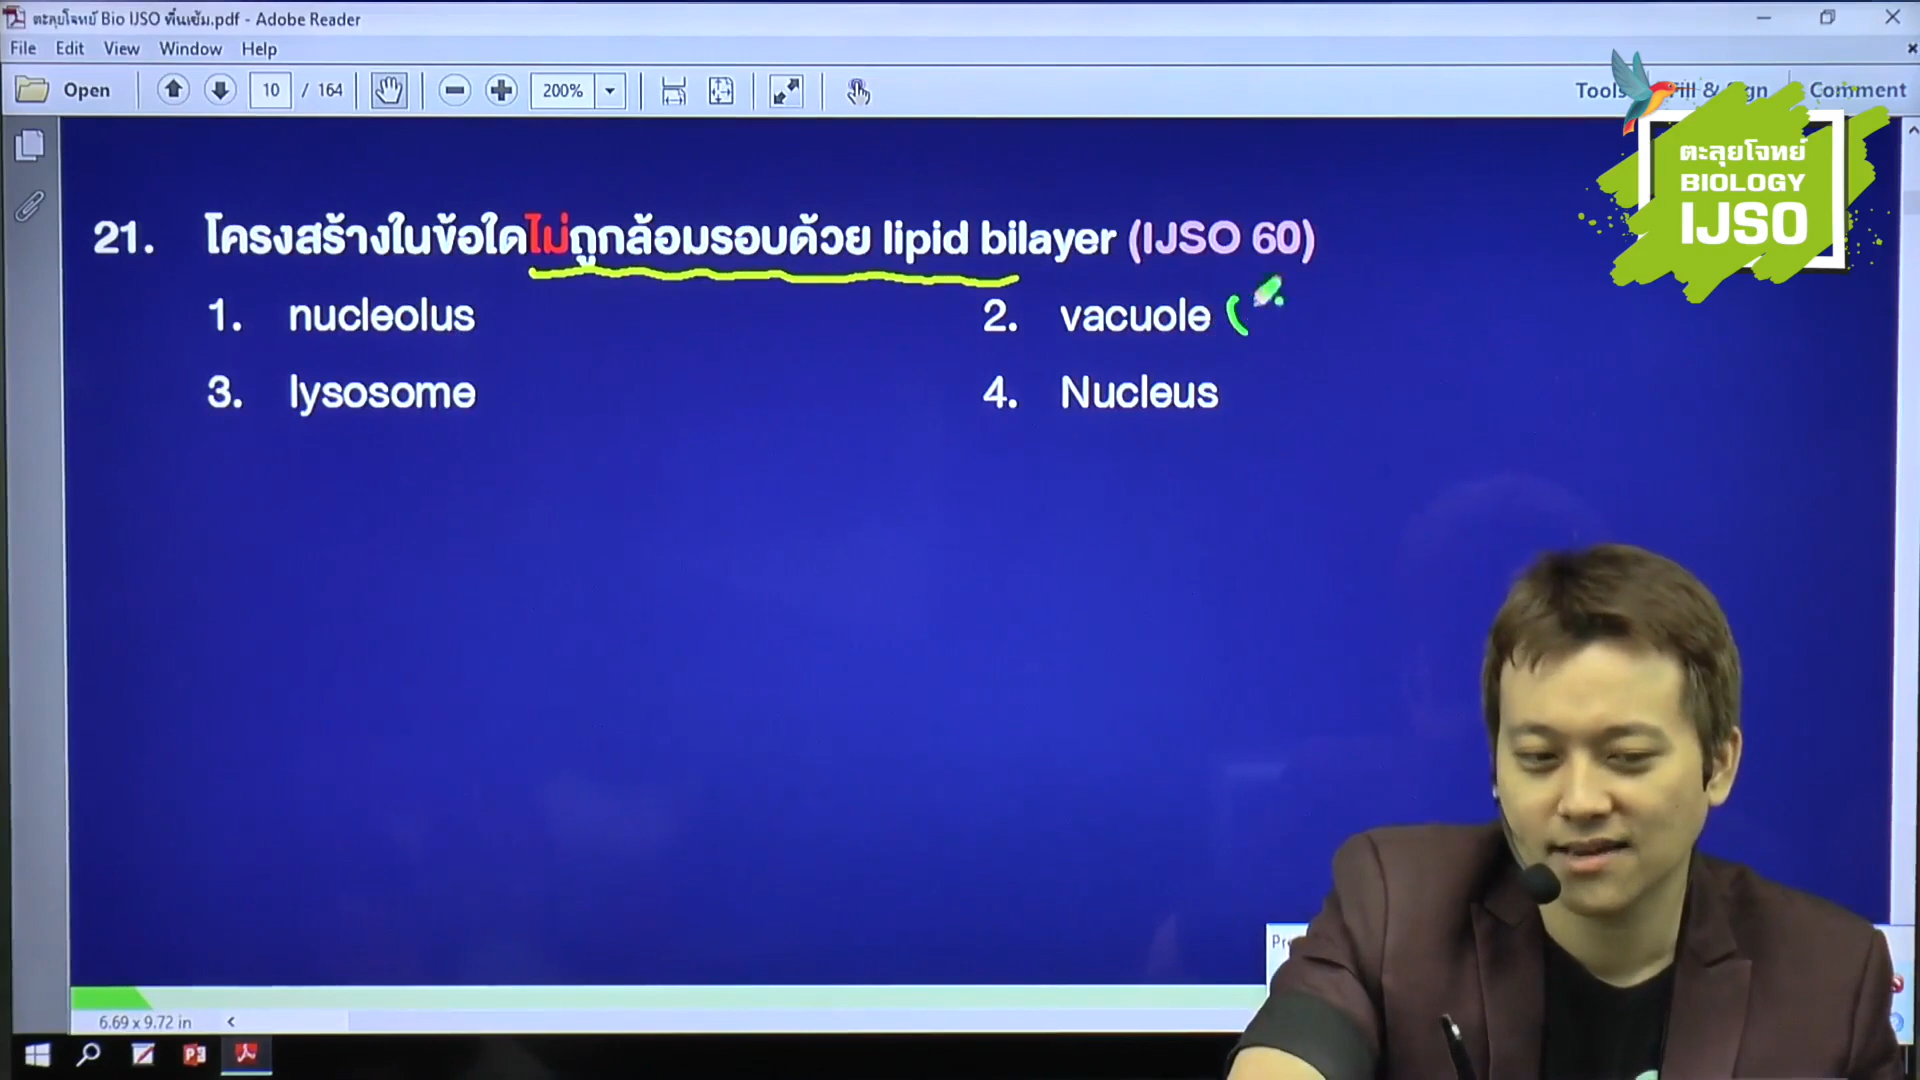 ตะลุยโจทย์ Bio IJSO พี่นเซ้ม.pdf - Adobe Reader
File Edit View Window Help
Open 10 / 164 200% Tools Fill & Sign Comment
ตะลุยโจทย์
BIOLOGY
IJSO
21. โครงสร้างในข้อใดไม่ถูกล้อมรอบด้วย lipid bilayer (IJSO 60)
1. nucleolus
2. vacuole
3. lysosome
4. Nucleus
6.69 x 9.72 in